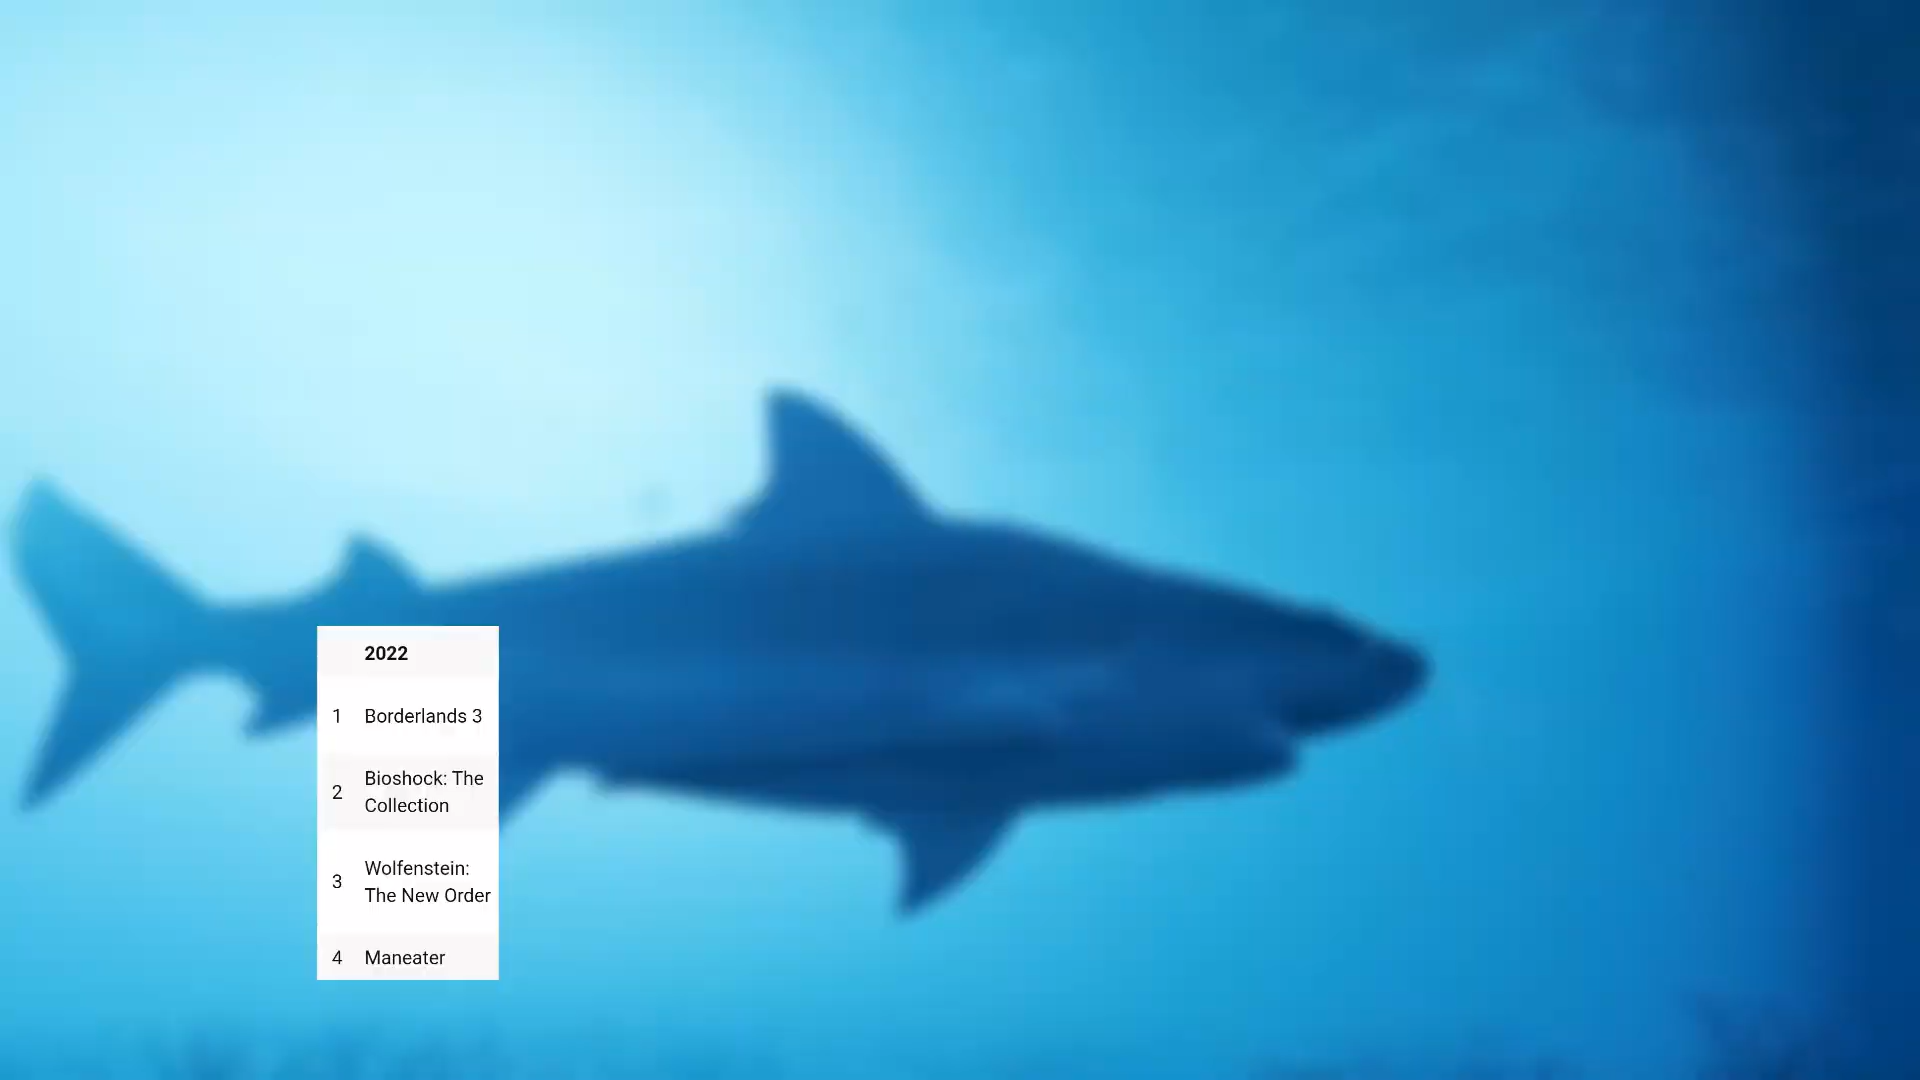 2022
1 Borderlands 3
2 Bioshock: The
Collection
3 Wolfenstein:
The New Order
4 Maneater